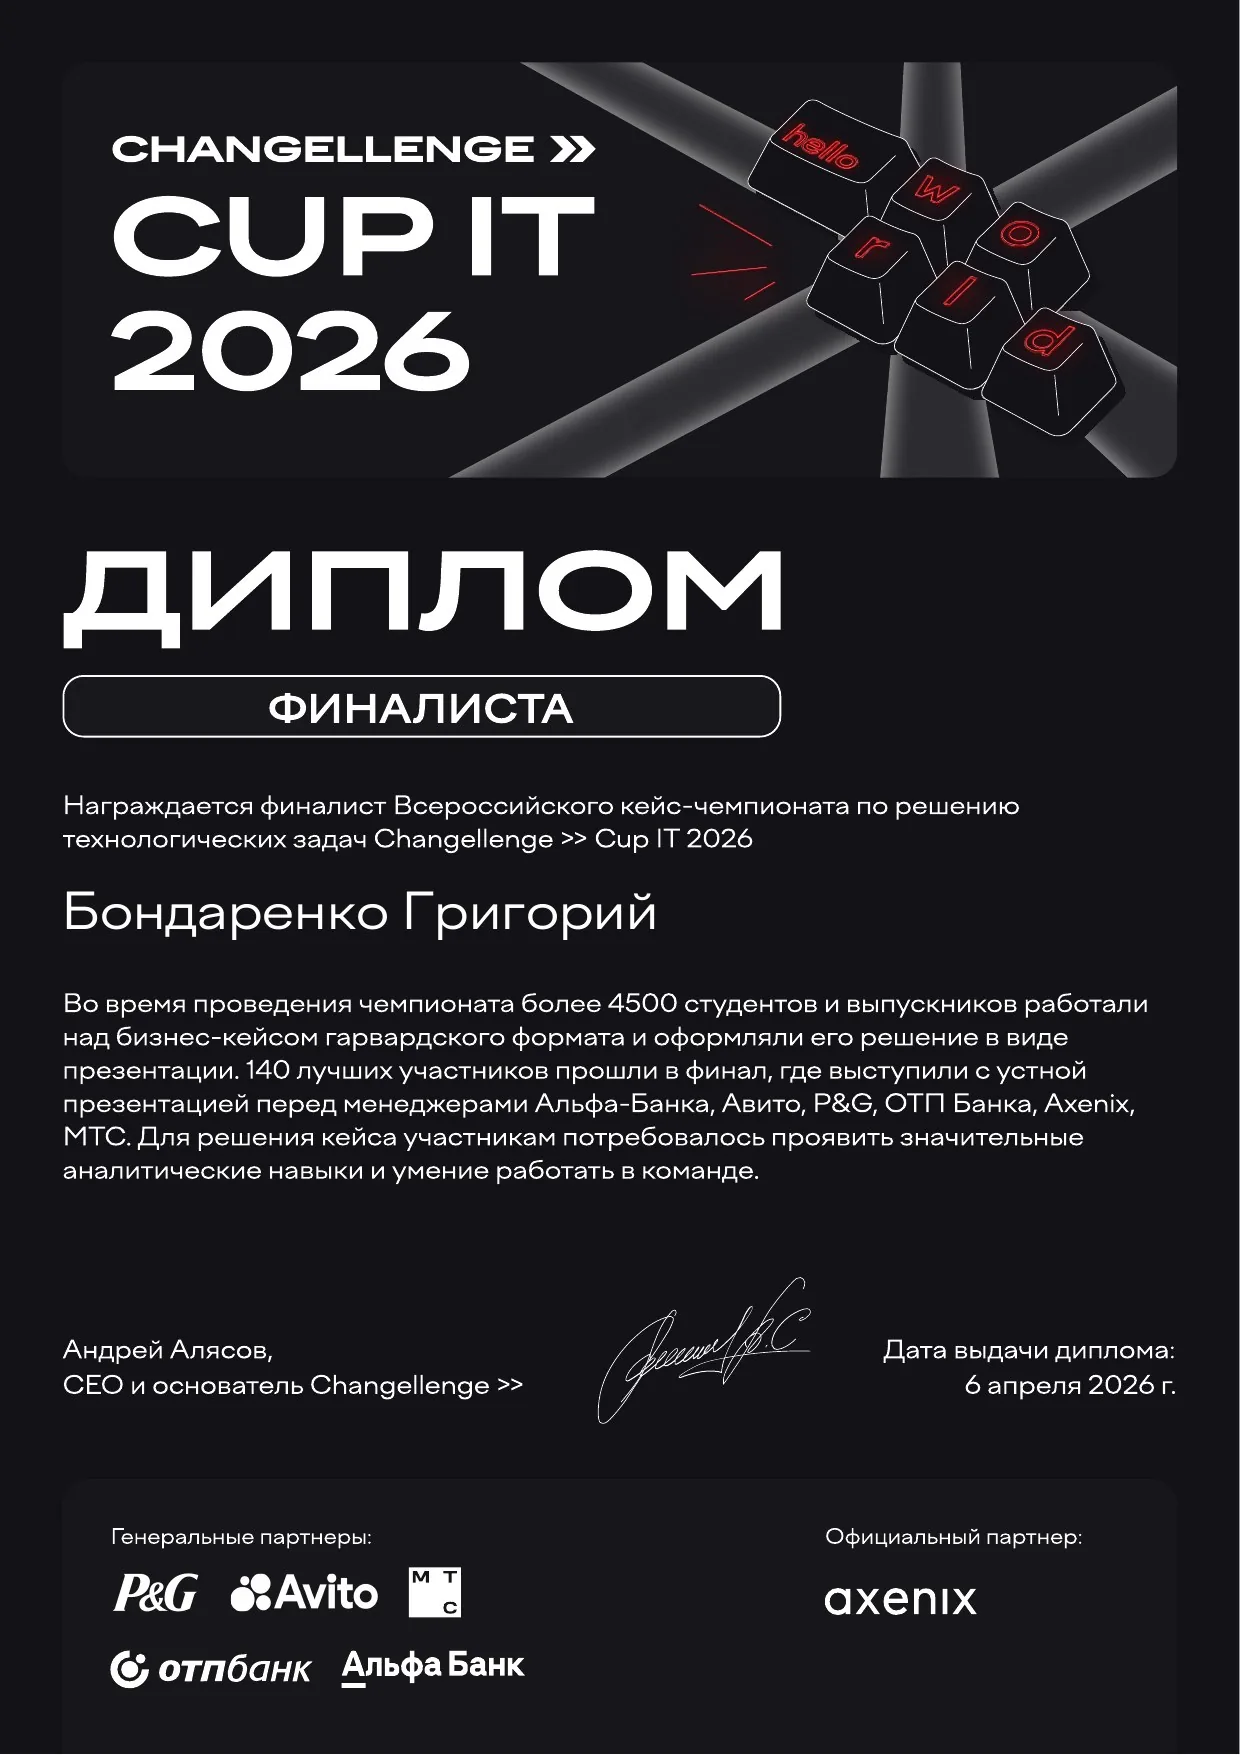 CHANGELLENGE >>
CUP IT
2026
hello
w
o
r
l
d
ДИПЛОМ
ФИНАЛИСТА
Награждается финалист Всероссийского кейс-чемпионата по решению
технологических задач Changellenge >> Cup IT 2026
Бондаренко Григорий
Во время проведения чемпионата более 4500 студентов и выпускников работали
над бизнес-кейсом гарвардского формата и оформляли его решение в виде
презентации. 140 лучших участников прошли в финал, где выступили с устной
презентацией перед менеджерами Альфа-Банка, Авито, P&G, ОТП Банка, Axenix,
МТС. Для решения кейса участникам потребовалось проявить значительные
аналитические навыки и умение работать в команде.
Андрей Алясов,
CEO и основатель Changellenge >>
Дата выдачи диплома:
6 апреля 2026 г.
Генеральные партнеры:
P&G Avito МТС
отпбанк Альфа Банк
Официальный партнер:
axenix